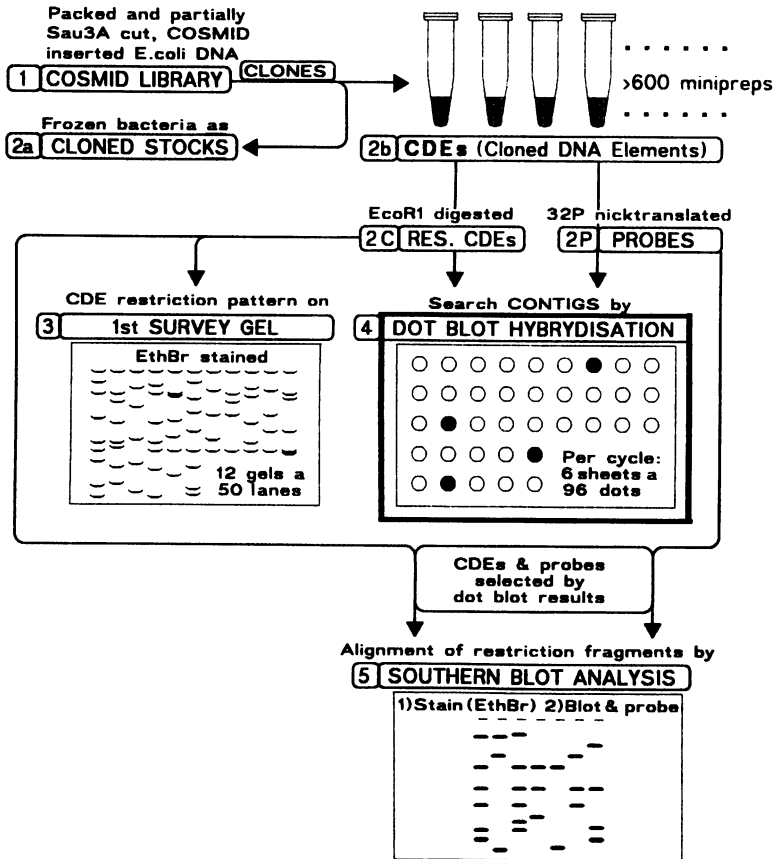 Packed and partially
Sau3A cut, COSMID
inserted E.coli DNA
1 COSMID LIBRARY
CLONES
>600 minipreps
Frozen bacteria as
2a CLONED STOCKS
2b CDEs (Cloned DNA Elements)
EcoR1 digested
2C RES. CDEs
32P nicktranslated
2P PROBES
CDE restriction pattern on
3 1st SURVEY GEL
EthBr stained
12 gels a
50 lanes
Search CONTIGS by
4 DOT BLOT HYBRYDISATION
Per cycle:
6 sheets a
96 dots
CDEs & probes
selected by
dot blot results
Alignment of restriction fragments by
5 SOUTHERN BLOT ANALYSIS
1)Stain (EthBr) 2)Blot & probe